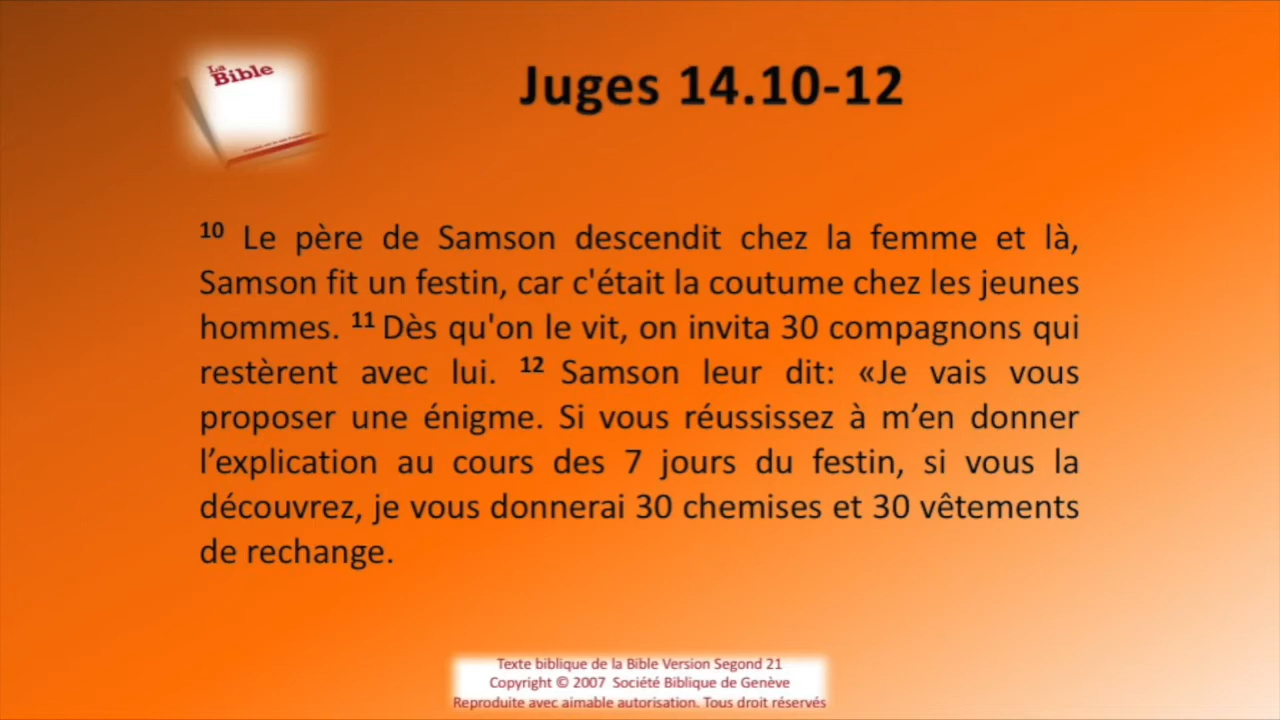 La
Bible
Juges 14.10-12
10 Le père de Samson descendit chez la femme et là,
Samson fit un festin, car c'était la coutume chez les jeunes
hommes. 11 Dès qu'on le vit, on invita 30 compagnons qui
restèrent avec lui. 12 Samson leur dit: «Je vais vous
proposer une énigme. Si vous réussissez à m’en donner
l’explication au cours des 7 jours du festin, si vous la
découvrez, je vous donnerai 30 chemises et 30 vêtements
de rechange.
Texte biblique de la Bible Version Segond 21
Copyright © 2007 Société Biblique de Genève
Reproduite avec aimable autorisation. Tous droit réservés